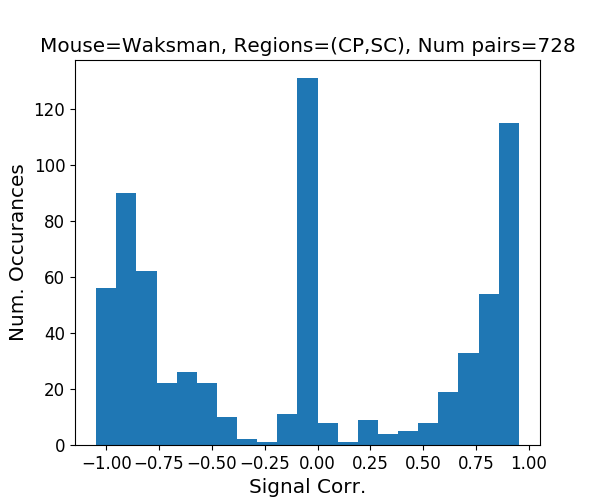 Mouse=Waksman, Regions=(CP,SC), Num pairs=728
Num. Occurances
120
100
80
60
40
20
0
−1.00 −0.75 −0.50 −0.25 0.00 0.25 0.50 0.75 1.00
Signal Corr.